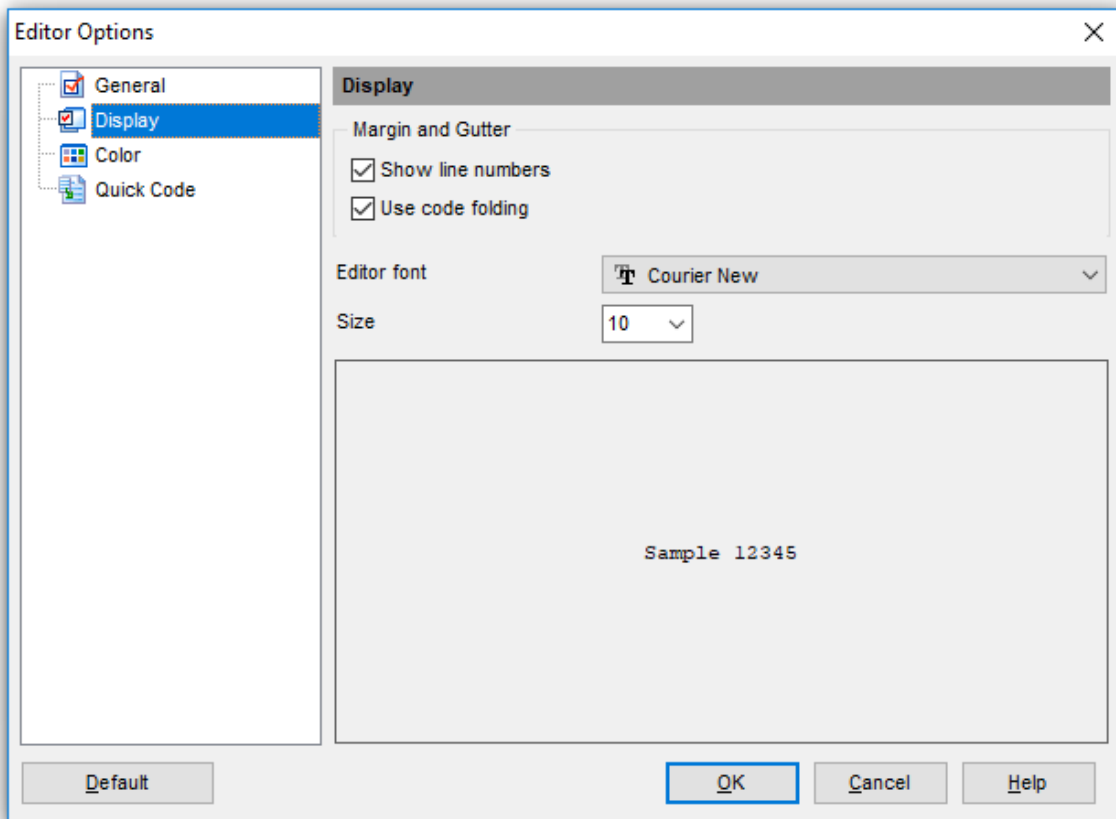 Editor Options
General
Display
Color
Quick Code
Display
Margin and Gutter
Show line numbers
Use code folding
Editor font
Courier New
Size
10
Sample 12345
Default
OK
Cancel
Help